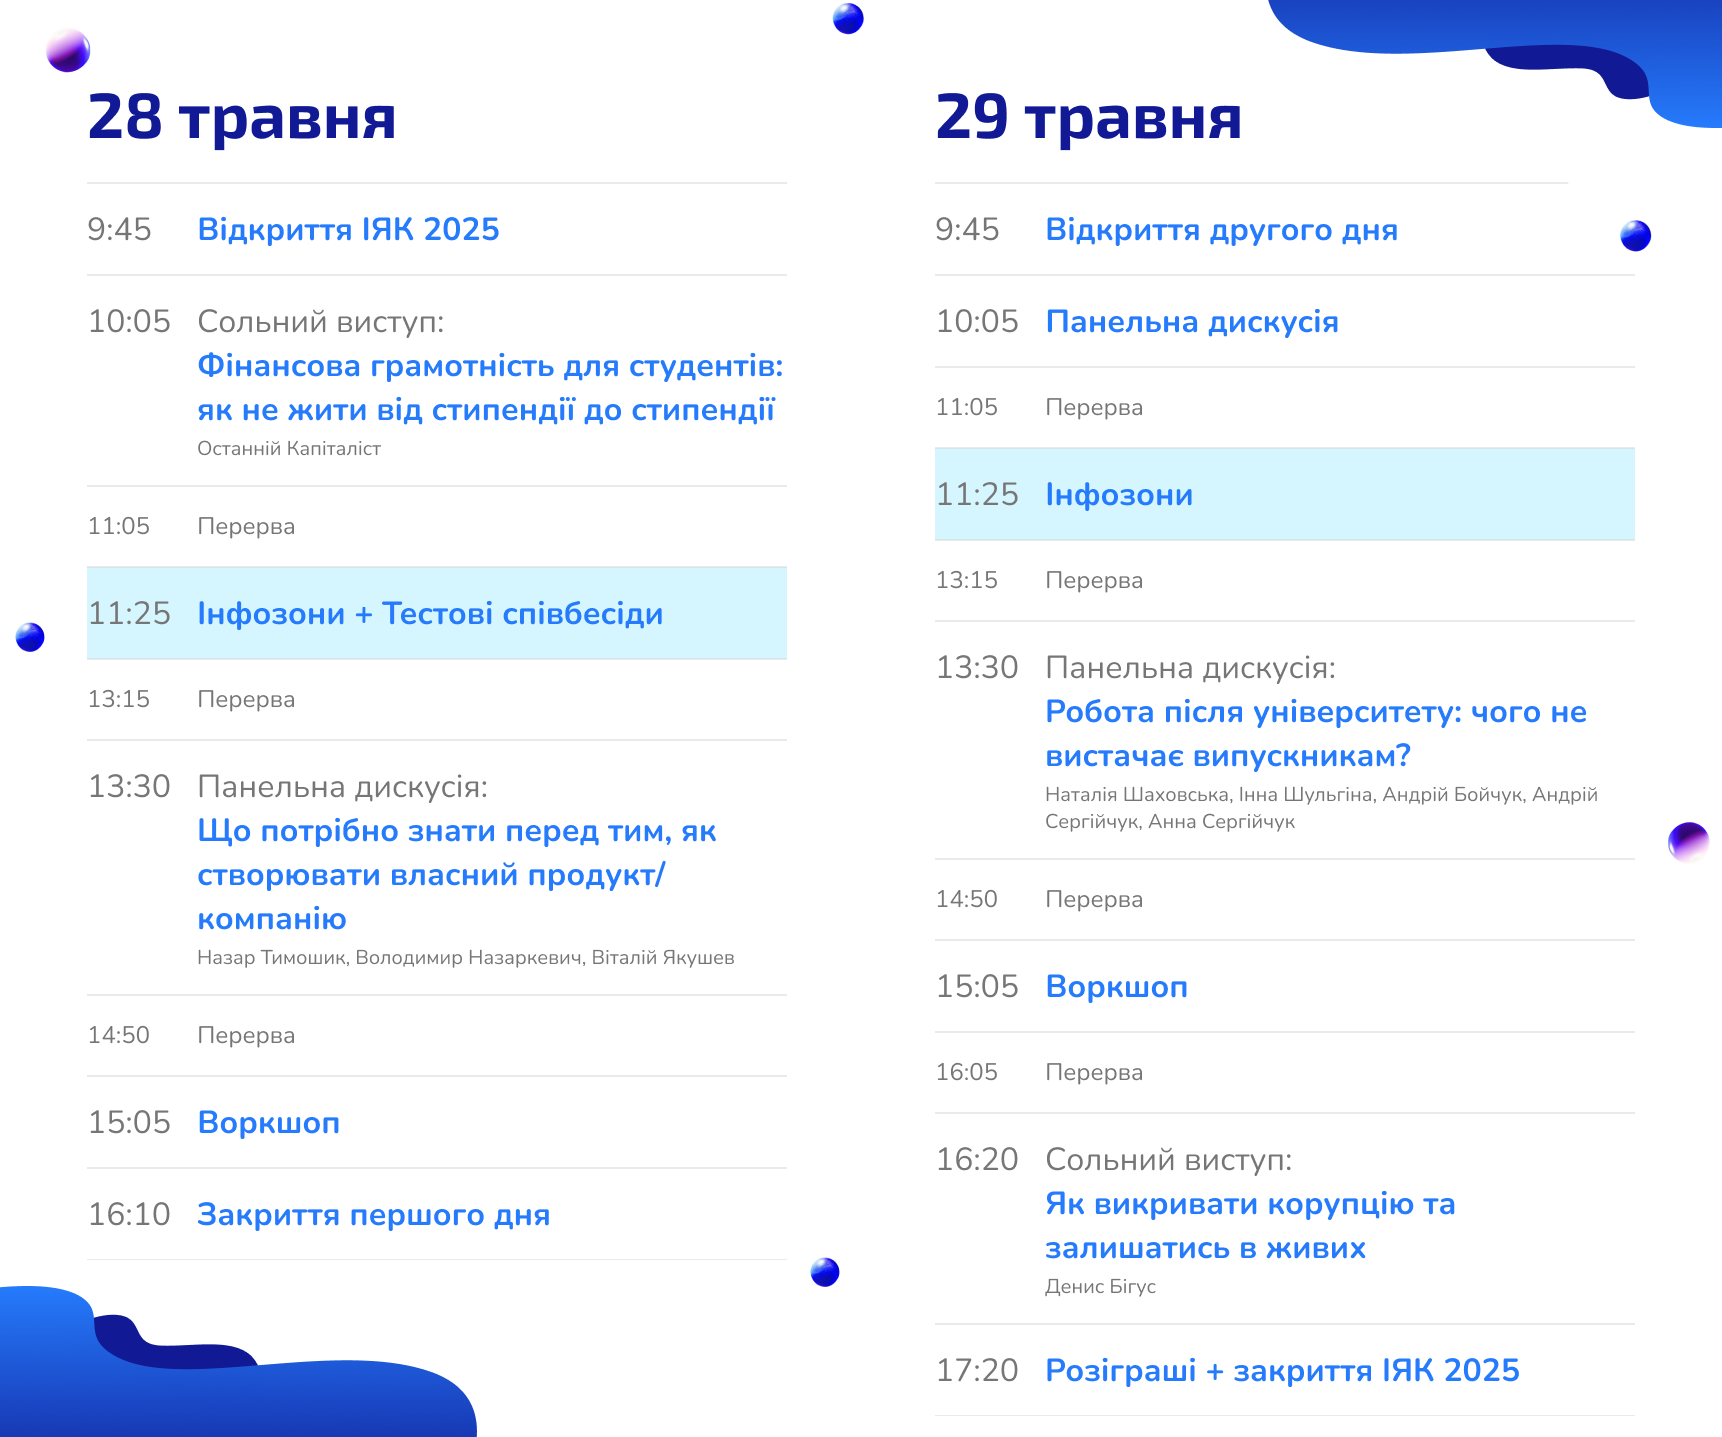 28 травня
9:45 Відкриття ІЯК 2025
10:05 Сольний виступ:
Фінансова грамотність для студентів:
як не жити від стипендії до стипендії
Останній Капіталіст
11:05 Перерва
11:25 Інфозони + Тестові співбесіди
13:15 Перерва
13:30 Панельна дискусія:
Що потрібно знати перед тим, як
створювати власний продукт/
компанію
Назар Тимошик, Володимир Назаркевич, Віталій Якушев
14:50 Перерва
15:05 Воркшоп
16:10 Закриття першого дня
29 травня
9:45 Відкриття другого дня
10:05 Панельна дискусія
11:05 Перерва
11:25 Інфозони
13:15 Перерва
13:30 Панельна дискусія:
Робота після університету: чого не
вистачає випускникам?
Наталія Шаховська, Інна Шульгіна, Андрій Бойчук, Андрій
Сергійчук, Анна Сергійчук
14:50 Перерва
15:05 Воркшоп
16:05 Перерва
16:20 Сольний виступ:
Як викривати корупцію та
залишатись в живих
Денис Бігус
17:20 Розіграші + закриття ІЯК 2025